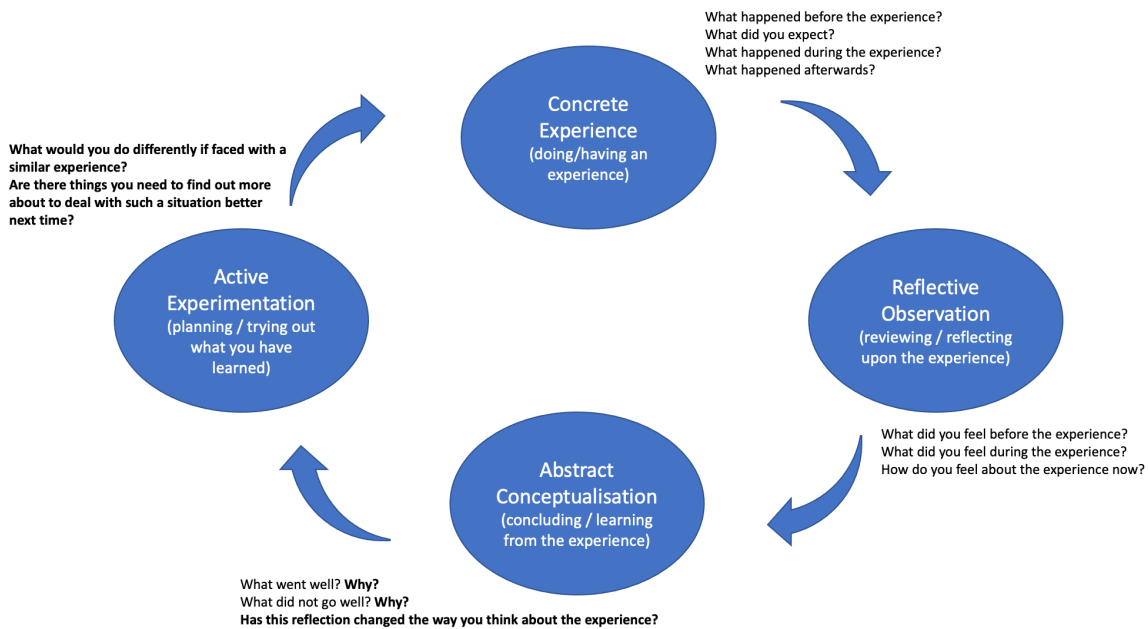 What happened before the experience?
What did you expect?
What happened during the experience?
What happened afterwards?
Concrete
Experience
(doing/having an
experience)
What would you do differently if faced with a
similar experience?
Are there things you need to find out more
about to deal with such a situation better
next time?
Active
Experimentation
(planning / trying out
what you have
learned)
Reflective
Observation
(reviewing / reflecting
upon the experience)
What did you feel before the experience?
What did you feel during the experience?
How do you feel about the experience now?
Abstract
Conceptualisation
(concluding / learning
from the experience)
What went well? Why?
What did not go well? Why?
Has this reflection changed the way you think about the experience?